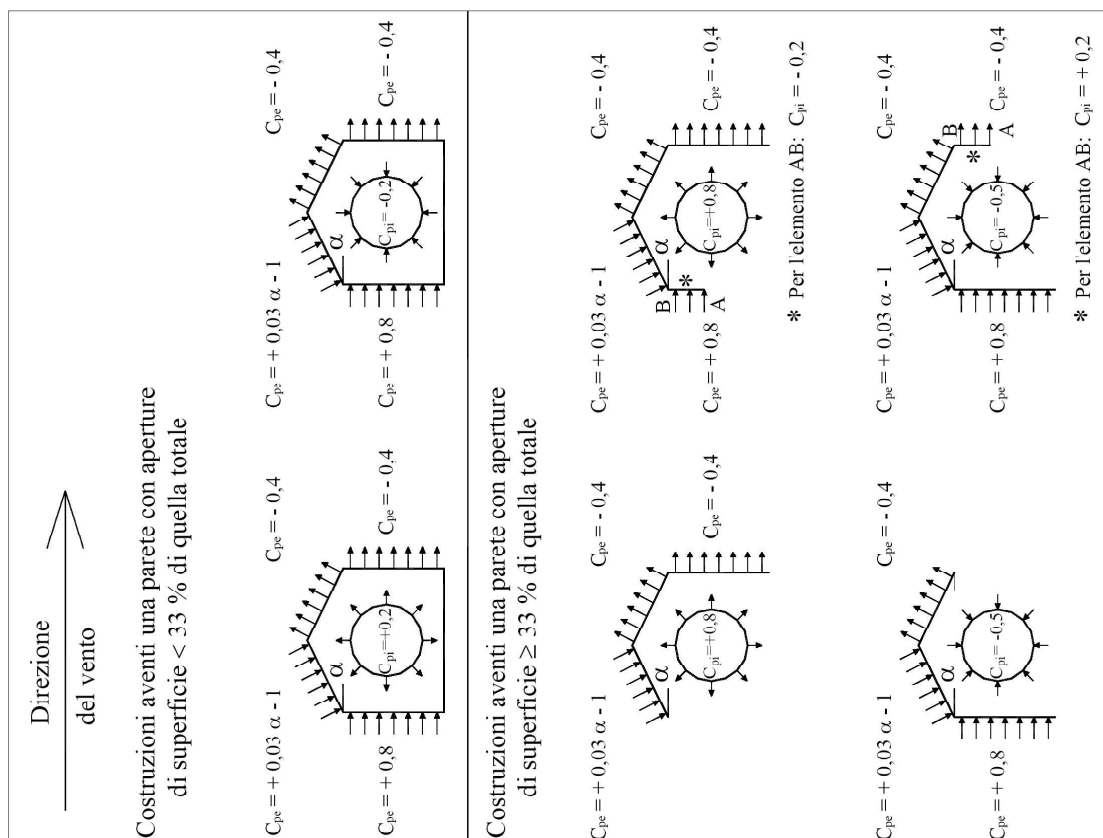 Direzione
del vento
Costruzioni aventi una parete con aperture
di superficie < 33 % di quella totale
Cpe = + 0,03 α - 1
Cpe = - 0,4
α
Cpi = +0,2
Cpe = + 0,8
Cpe = - 0,4
Cpe = + 0,03 α - 1
Cpe = - 0,4
α
Cpi = -0,2
Cpe = + 0,8
Cpe = - 0,4
Costruzioni aventi una parete con aperture
di superficie ≥ 33 % di quella totale
Cpe = + 0,03 α - 1
Cpe = - 0,4
α
Cpi = +0,8
Cpe = - 0,4
Cpe = + 0,03 α - 1
Cpe = - 0,4
B
α
*
Cpi = +0,8
A
Cpe = + 0,8
Cpe = - 0,4
* Per l'elemento AB: Cpi = - 0,2
Cpe = + 0,03 α - 1
Cpe = - 0,4
α
Cpi = -0,5
Cpe = + 0,8
Cpe = + 0,03 α - 1
Cpe = - 0,4
α
B
*
Cpi = -0,5
A
Cpe = + 0,8
Cpe = - 0,4
* Per l'elemento AB: Cpi = + 0,2